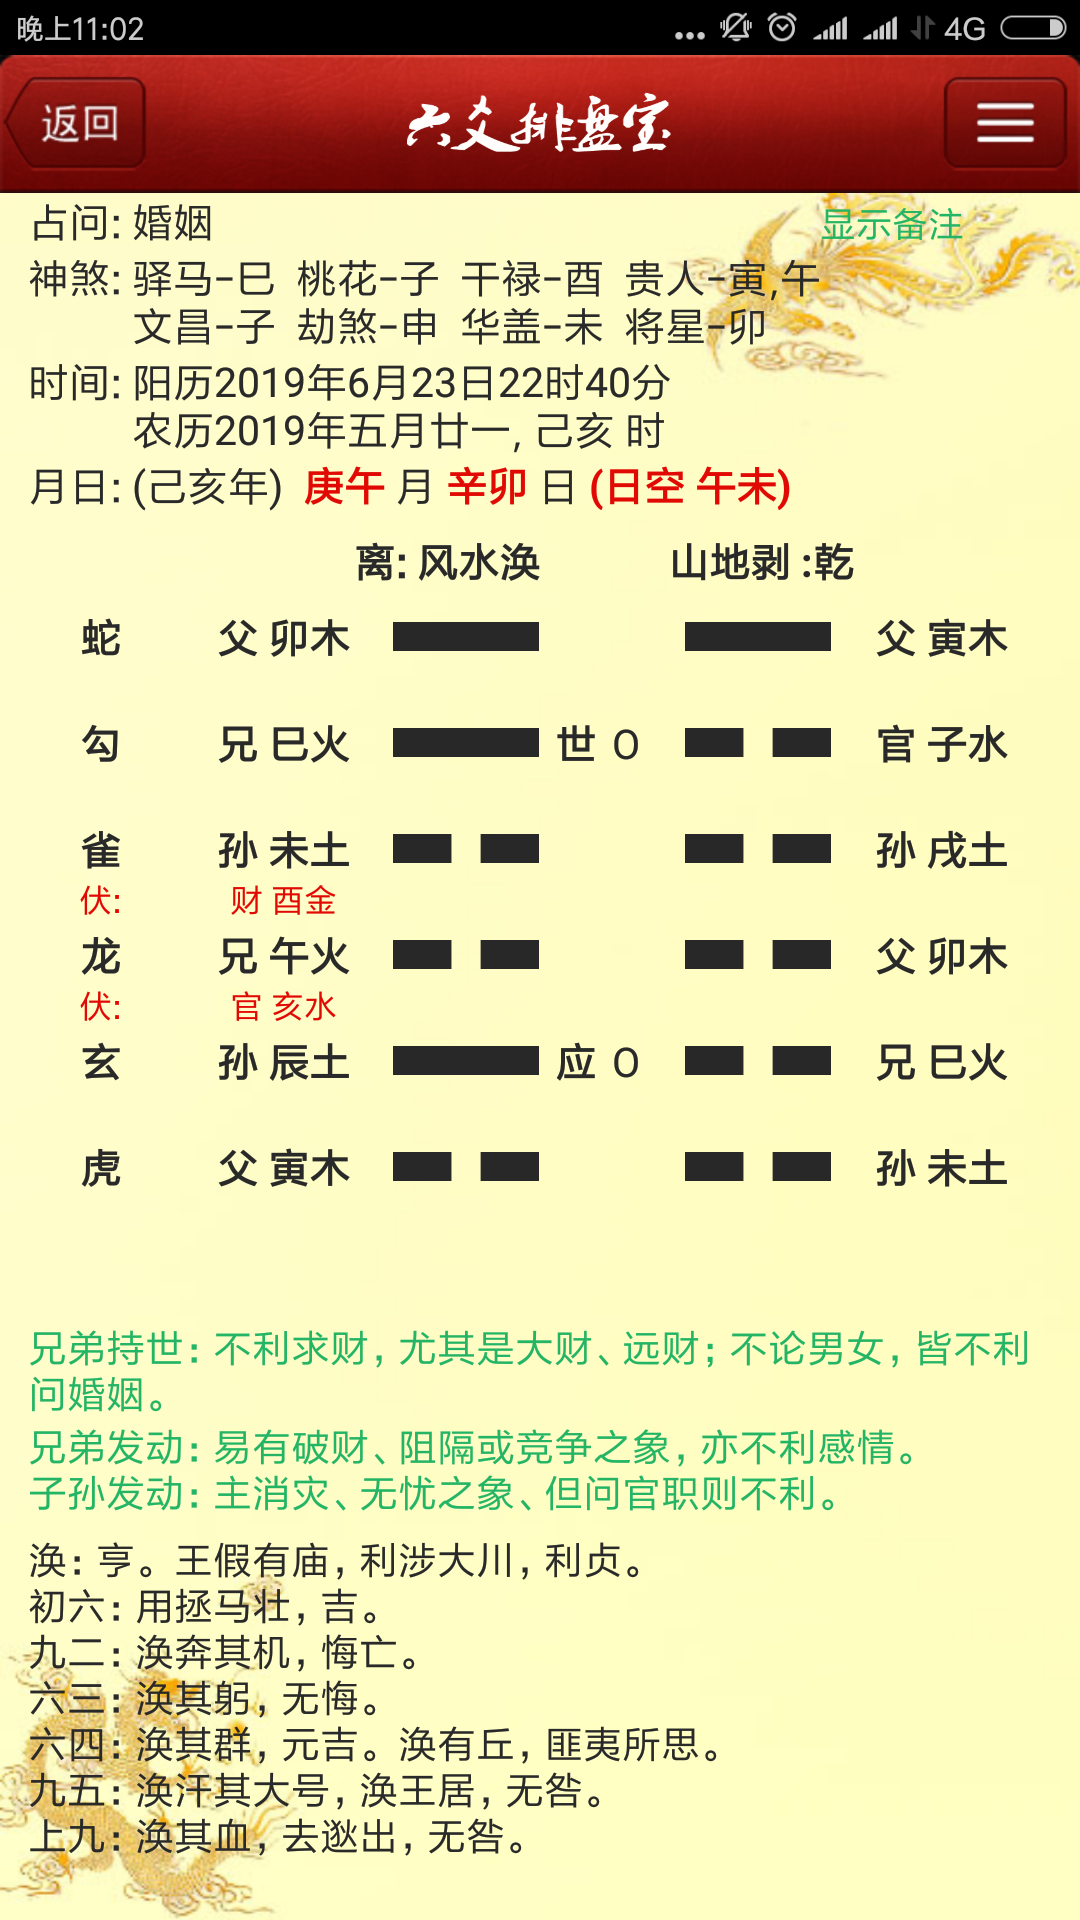 晚上11:02 ... 4G
返回 六爻排盘宝
占问: 婚姻 显示备注
神煞: 驿马-巳 桃花-子 干禄-酉 贵人-寅,午
文昌-子 劫煞-申 华盖-未 将星-卯
时间: 阳历2019年6月23日22时40分
农历2019年五月廿一, 己亥 时
月日: (己亥年) 庚午 月 辛卯 日 (日空 午未)
离: 风水涣 山地剥 :乾
蛇 父 卯木 父 寅木
勾 兄 巳火 世 O 官 子水
雀 孙 未土 孙 戌土
伏: 财 酉金
龙 兄 午火 父 卯木
伏: 官 亥水
玄 孙 辰土 应 O 兄 巳火
虎 父 寅木 孙 未土
兄弟持世: 不利求财, 尤其是大财、远财; 不论男女, 皆不利
问婚姻。
兄弟发动: 易有破财、阻隔或竞争之象, 亦不利感情。
子孙发动: 主消灾、无忧之象、但问官职则不利。
涣: 亨。王假有庙, 利涉大川, 利贞。
初六: 用拯马壮, 吉。
九二: 涣奔其机, 悔亡。
六三: 涣其躬, 无悔。
六四: 涣其群, 元吉。涣有丘, 匪夷所思。
九五: 涣汗其大号, 涣王居, 无咎。
上九: 涣其血, 去逖出, 无咎。